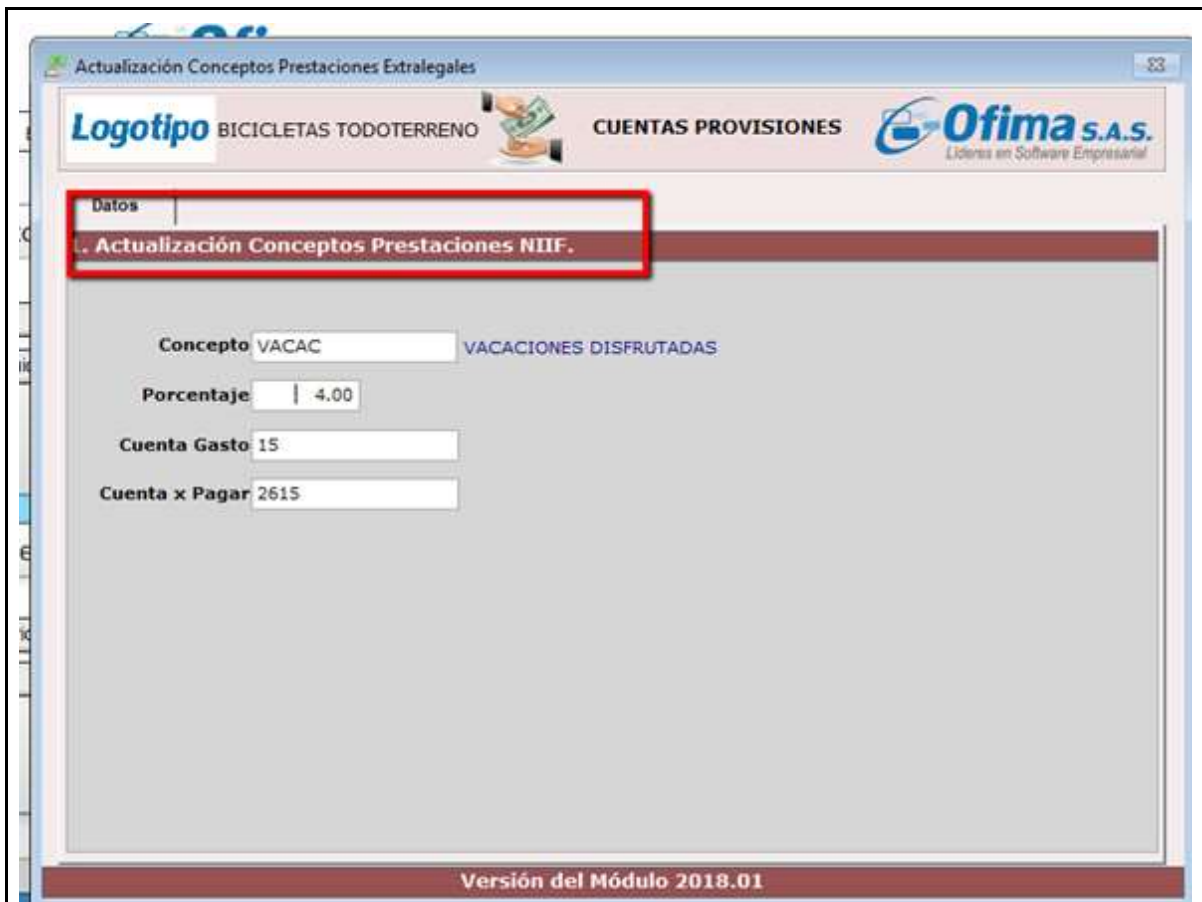 Actualización Conceptos Prestaciones Extralegales
Logotipo BICICLETAS TODOTERRENO CUENTAS PROVISIONES Ofima S.A.S.
Líderes en Software Empresarial
Datos
1. Actualización Conceptos Prestaciones NIIF.
Concepto VACAC VACACIONES DISFRUTADAS
Porcentaje 4.00
Cuenta Gasto 15
Cuenta x Pagar 2615
Versión del Módulo 2018.01